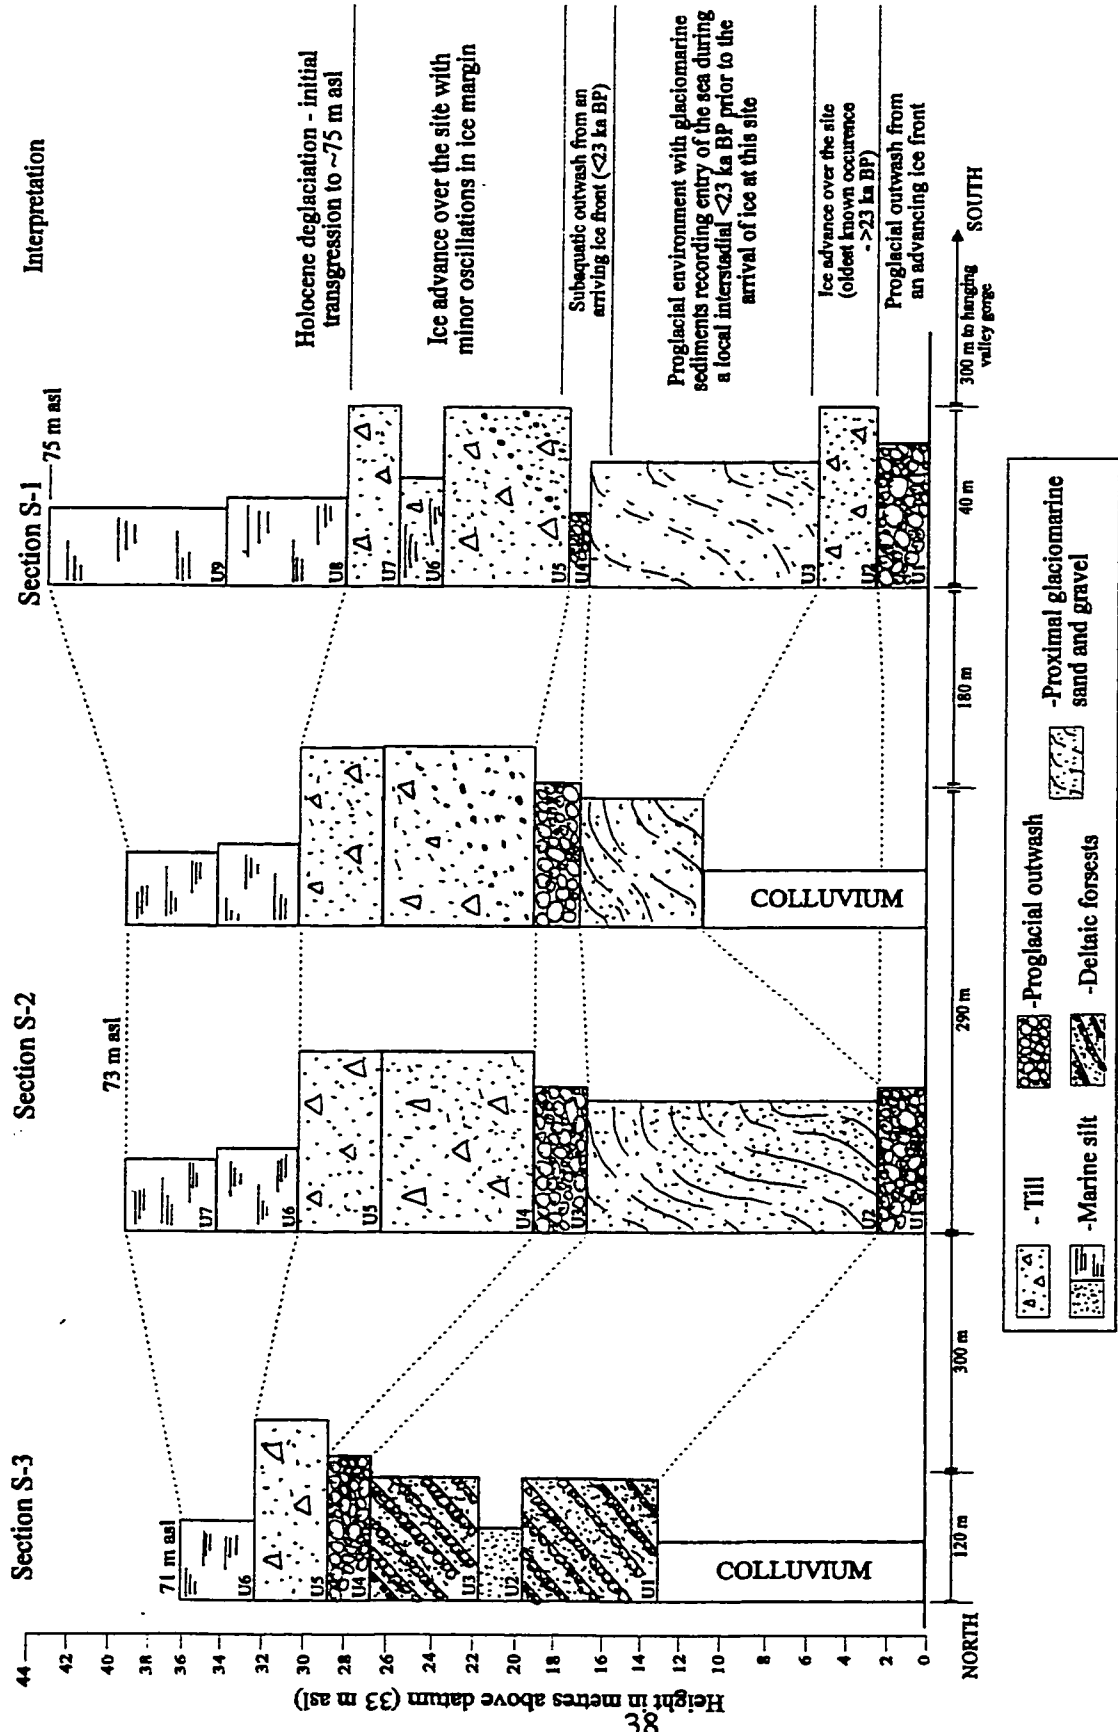 Section S-3
Section S-2
Section S-1
Interpretation
71 m asl
73 m asl
75 m asl
44
42
40
38
36
34
32
30
28
26
24
22
20
18
16
14
12
10
8
6
4
2
0
Height in metres above datum (33 m asl)
38
U6
U5
U4
U3
U2
U1
COLLUVIUM
U7
U6
U5
U4
U3
U2
U1
COLLUVIUM
U9
U8
U7
U6
U5
U4
U3
U2
U1
Holocene deglaciation - initial
transgression to ~75 m asl
Ice advance over the site with
minor oscillations in ice margin
Subaquatic outwash from an
arriving ice front (<23 ka BP)
Proglacial environment with glaciomarine
sediments recording entry of the sea during
a local interstadial <23 ka BP prior to the
arrival of ice at this site
Ice advance over the site
(oldest known occurence
- >23 ka BP)
Proglacial outwash from
an advancing ice front
NORTH
120 m
300 m
290 m
180 m
40 m
300 m to hanging
valley gorge
SOUTH
- Till
-Proglacial outwash
-Proximal glaciomarine
sand and gravel
-Marine silt
-Deltaic forsests